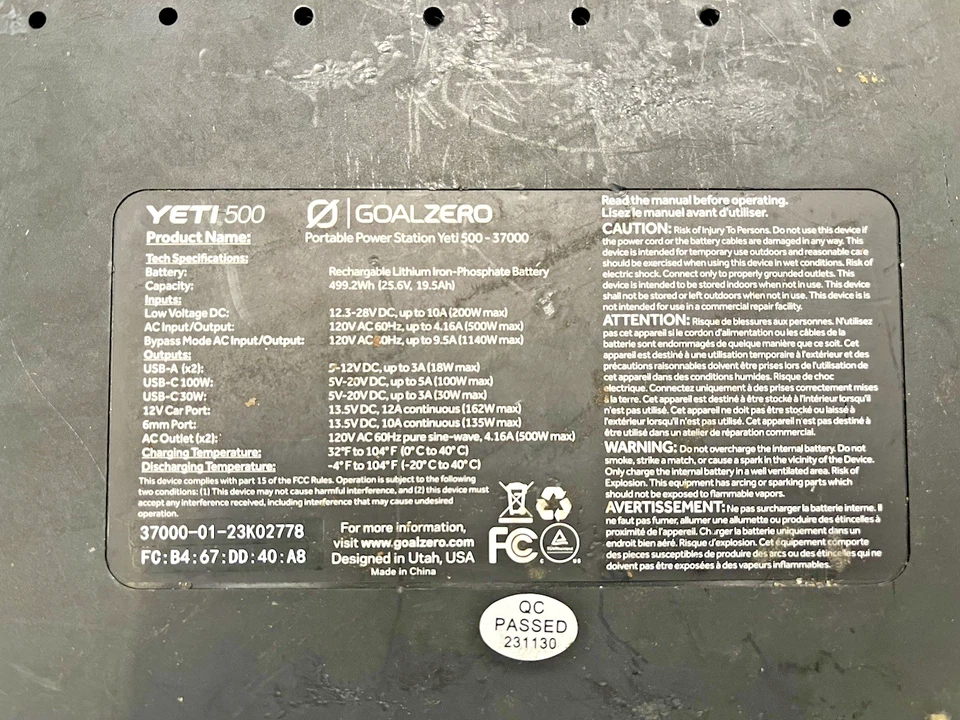 YETI 500
GOALZERO
Product Name:
Portable Power Station Yeti 500 - 37000
Tech Specifications:
Battery: Rechargable Lithium Iron-Phosphate Battery
Capacity: 499.2Wh (25.6V, 19.5Ah)
Inputs:
Low Voltage DC: 12.3-28V DC, up to 10A (200W max)
AC Input/Output: 120V AC 60Hz, up to 4.16A (500W max)
Bypass Mode AC Input/Output: 120V AC 60Hz, up to 9.5A (1140W max)
Outputs:
USB-A (x2): 5-12V DC, up to 3A (18W max)
USB-C 100W: 5V-20V DC, up to 5A (100W max)
USB-C 30W: 5V-20V DC, up to 3A (30W max)
12V Car Port: 13.5V DC, 12A continuous (162W max)
6mm Port: 13.5V DC, 10A continuous (135W max)
AC Outlet (x2): 120V AC 60Hz pure sine-wave, 4.16A (500W max)
Charging Temperature: 32°F to 104°F (0°C to 40°C)
Discharging Temperature: -4°F to 104°F (-20°C to 40°C)
This device complies with part 15 of the FCC Rules. Operation is subject to the following
two conditions: (1) This device may not cause harmful interference, and (2) this device must
accept any interference received, including interference that may cause undesired
operation.
37000-01-23K02778
FC:B4:67:DD:40:A8
For more information,
visit www.goalzero.com
Designed in Utah, USA
Made in China
FC
Read the manual before operating.
Lisez le manuel avant d'utiliser.
CAUTION: Risk of Injury To Persons. Do not use this device if
the power cord or the battery cables are damaged in any way. This
device is intended for temporary use outdoors and reasonable care
should be exercised when using this device in wet conditions. Risk of
electric shock. Connect only to properly grounded outlets. This
device is intended to be stored indoors when not in use. This device
shall not be stored or left outdoors when not in use. This device is is
not intended for use in a commercial repair facility.
ATTENTION: Risque de blessures aux personnes. N'utilisez
pas cet appareil si le cordon d'alimentation ou les câbles de la
batterie sont endommagés de quelque manière que ce soit. Cet
appareil est destiné à une utilisation temporaire à l'extérieur et des
précautions raisonnables doivent être prises lors de l'utilisation de
cet appareil dans des conditions humides. Risque de choc
électrique. Connectez uniquement à des prises correctement mises
à la terre. Cet appareil est destiné à être stocké à l'intérieur lorsqu'il
n'est pas utilisé. Cet appareil ne doit pas être stocké ou laissé à
l'extérieur lorsqu'il n'est pas utilisé. Cet appareil n'est pas destiné à
être utilisé dans un atelier de réparation commercial.
WARNING: Do not overcharge the internal battery. Do not
smoke, strike a match, or cause a spark in the vicinity of the Device.
Only charge the internal battery in a well ventilated area. Risk of
Explosion. This equipment has arcing or sparking parts which
should not be exposed to flammable vapors.
AVERTISSEMENT: Ne pas surcharger la batterie interne. Il
ne faut pas fumer, allumer une allumette ou produire des étincelles à
proximité de l'appareil. Charger la batterie uniquement dans un
endroit bien aéré. Risque d'explosion. Cet équipement comporte
des pièces susceptibles de produire des arcs ou des étincelles qui ne
doivent pas être exposées à des vapeurs inflammables.
QC
PASSED
231130